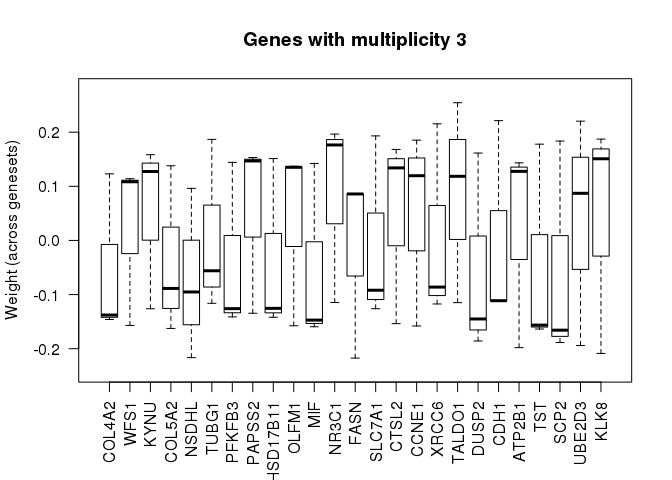 Genes with multiplicity 3
Weight (across genesets)
0.2
0.1
0.0
-0.1
-0.2
COL4A2
WFS1
KYNU
COL5A2
NSDHL
TUBG1
PFKFB3
PAPSS2
HSD17B11
OLFM1
MIF
NR3C1
FASN
SLC7A1
CTSL2
CCNE1
XRCC6
TALDO1
DUSP2
CDH1
ATP2B1
TST
SCP2
UBE2D3
KLK8